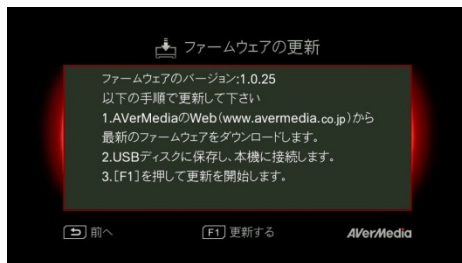 ファームウェアの更新
ファームウェアのバージョン:1.0.25
以下の手順で更新して下さい
1.AVerMediaのWeb(www.avermedia.co.jp)から
最新のファームウェアをダウンロードします。
2.USBディスクに保存し、本機に接続します。
3.[F1]を押して更新を開始します。
前へ F1 更新する AVerMedia